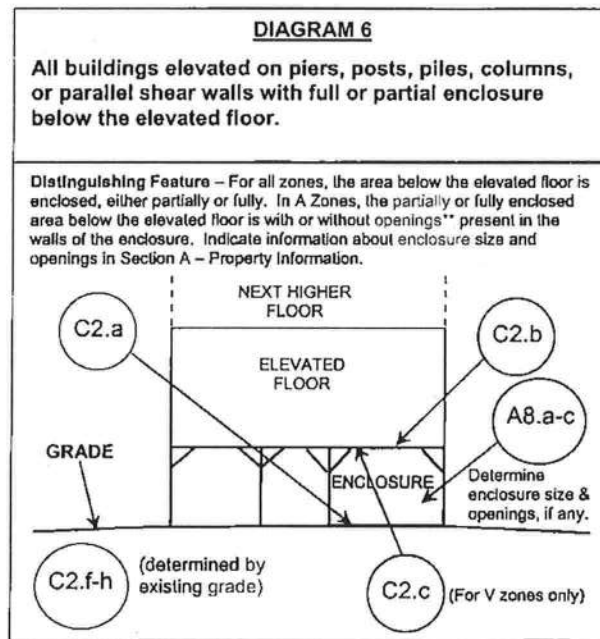 DIAGRAM 6
All buildings elevated on piers, posts, piles, columns,
or parallel shear walls with full or partial enclosure
below the elevated floor.
Distinguishing Feature – For all zones, the area below the elevated floor is
enclosed, either partially or fully. In A Zones, the partially or fully enclosed
area below the elevated floor is with or without openings** present in the
walls of the enclosure. Indicate information about enclosure size and
openings in Section A – Property Information.
NEXT HIGHER
FLOOR
C2.a
C2.b
ELEVATED
FLOOR
A8.a-c
GRADE
ENCLOSURE
Determine
enclosure size &
openings, if any.
C2.f-h
(determined by
existing grade)
C2.c
(For V zones only)